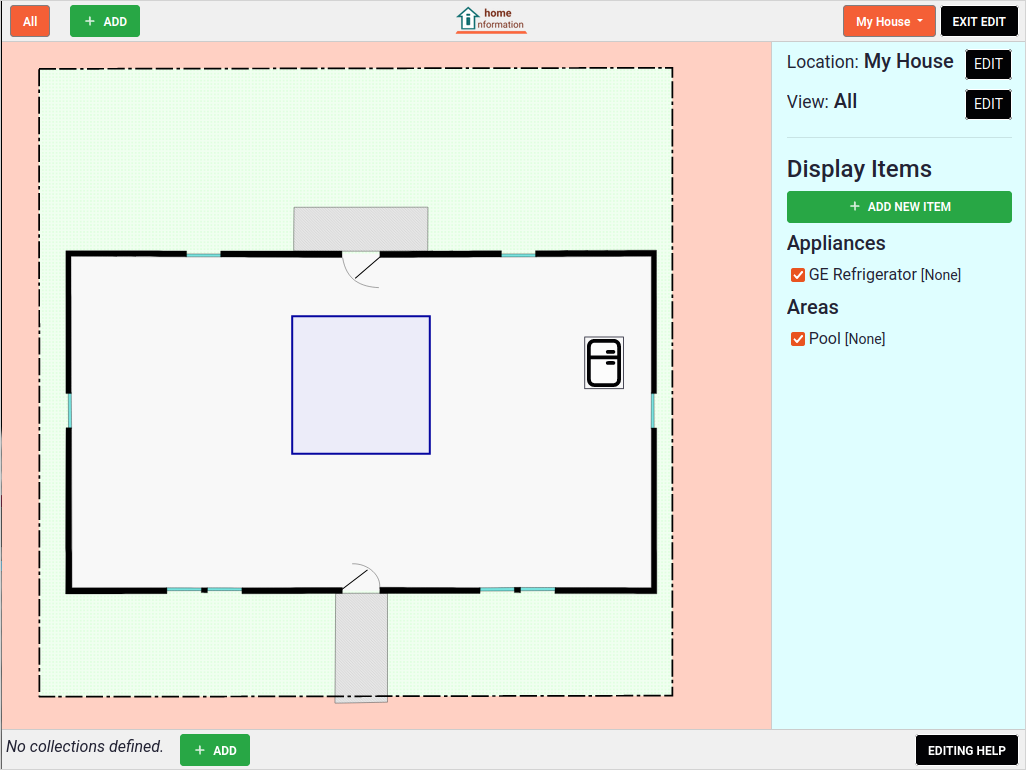 All
+ ADD
home
nformation
My House
EXIT EDIT
Location: My House
EDIT
View: All
EDIT
Display Items
+ ADD NEW ITEM
Appliances
GE Refrigerator [None]
Areas
Pool [None]
No collections defined.
+ ADD
EDITING HELP